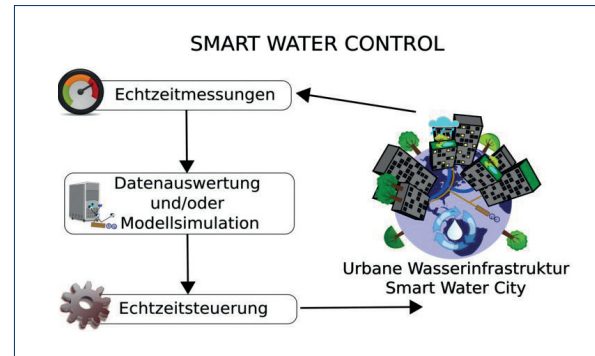 SMART WATER CONTROL
Echtzeitmessungen
Datenauswertung
und/oder
Modellsimulation
Echtzeitsteuerung
Urbane Wasserinfrastruktur
Smart Water City